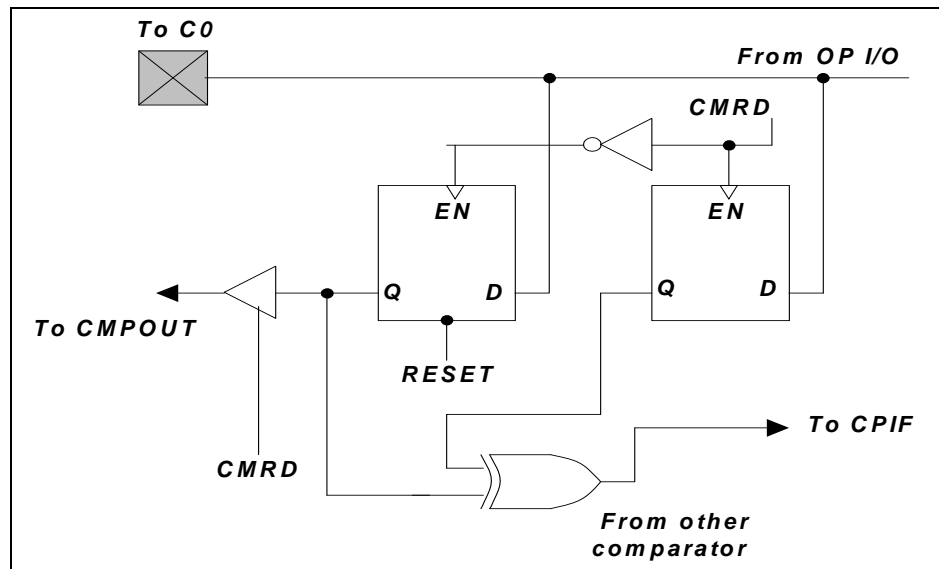 To C0
From OP I/O
CMRD
EN
EN
Q
D
Q
D
To CMPOUT
RESET
To CPIF
CMRD
From other
comparator